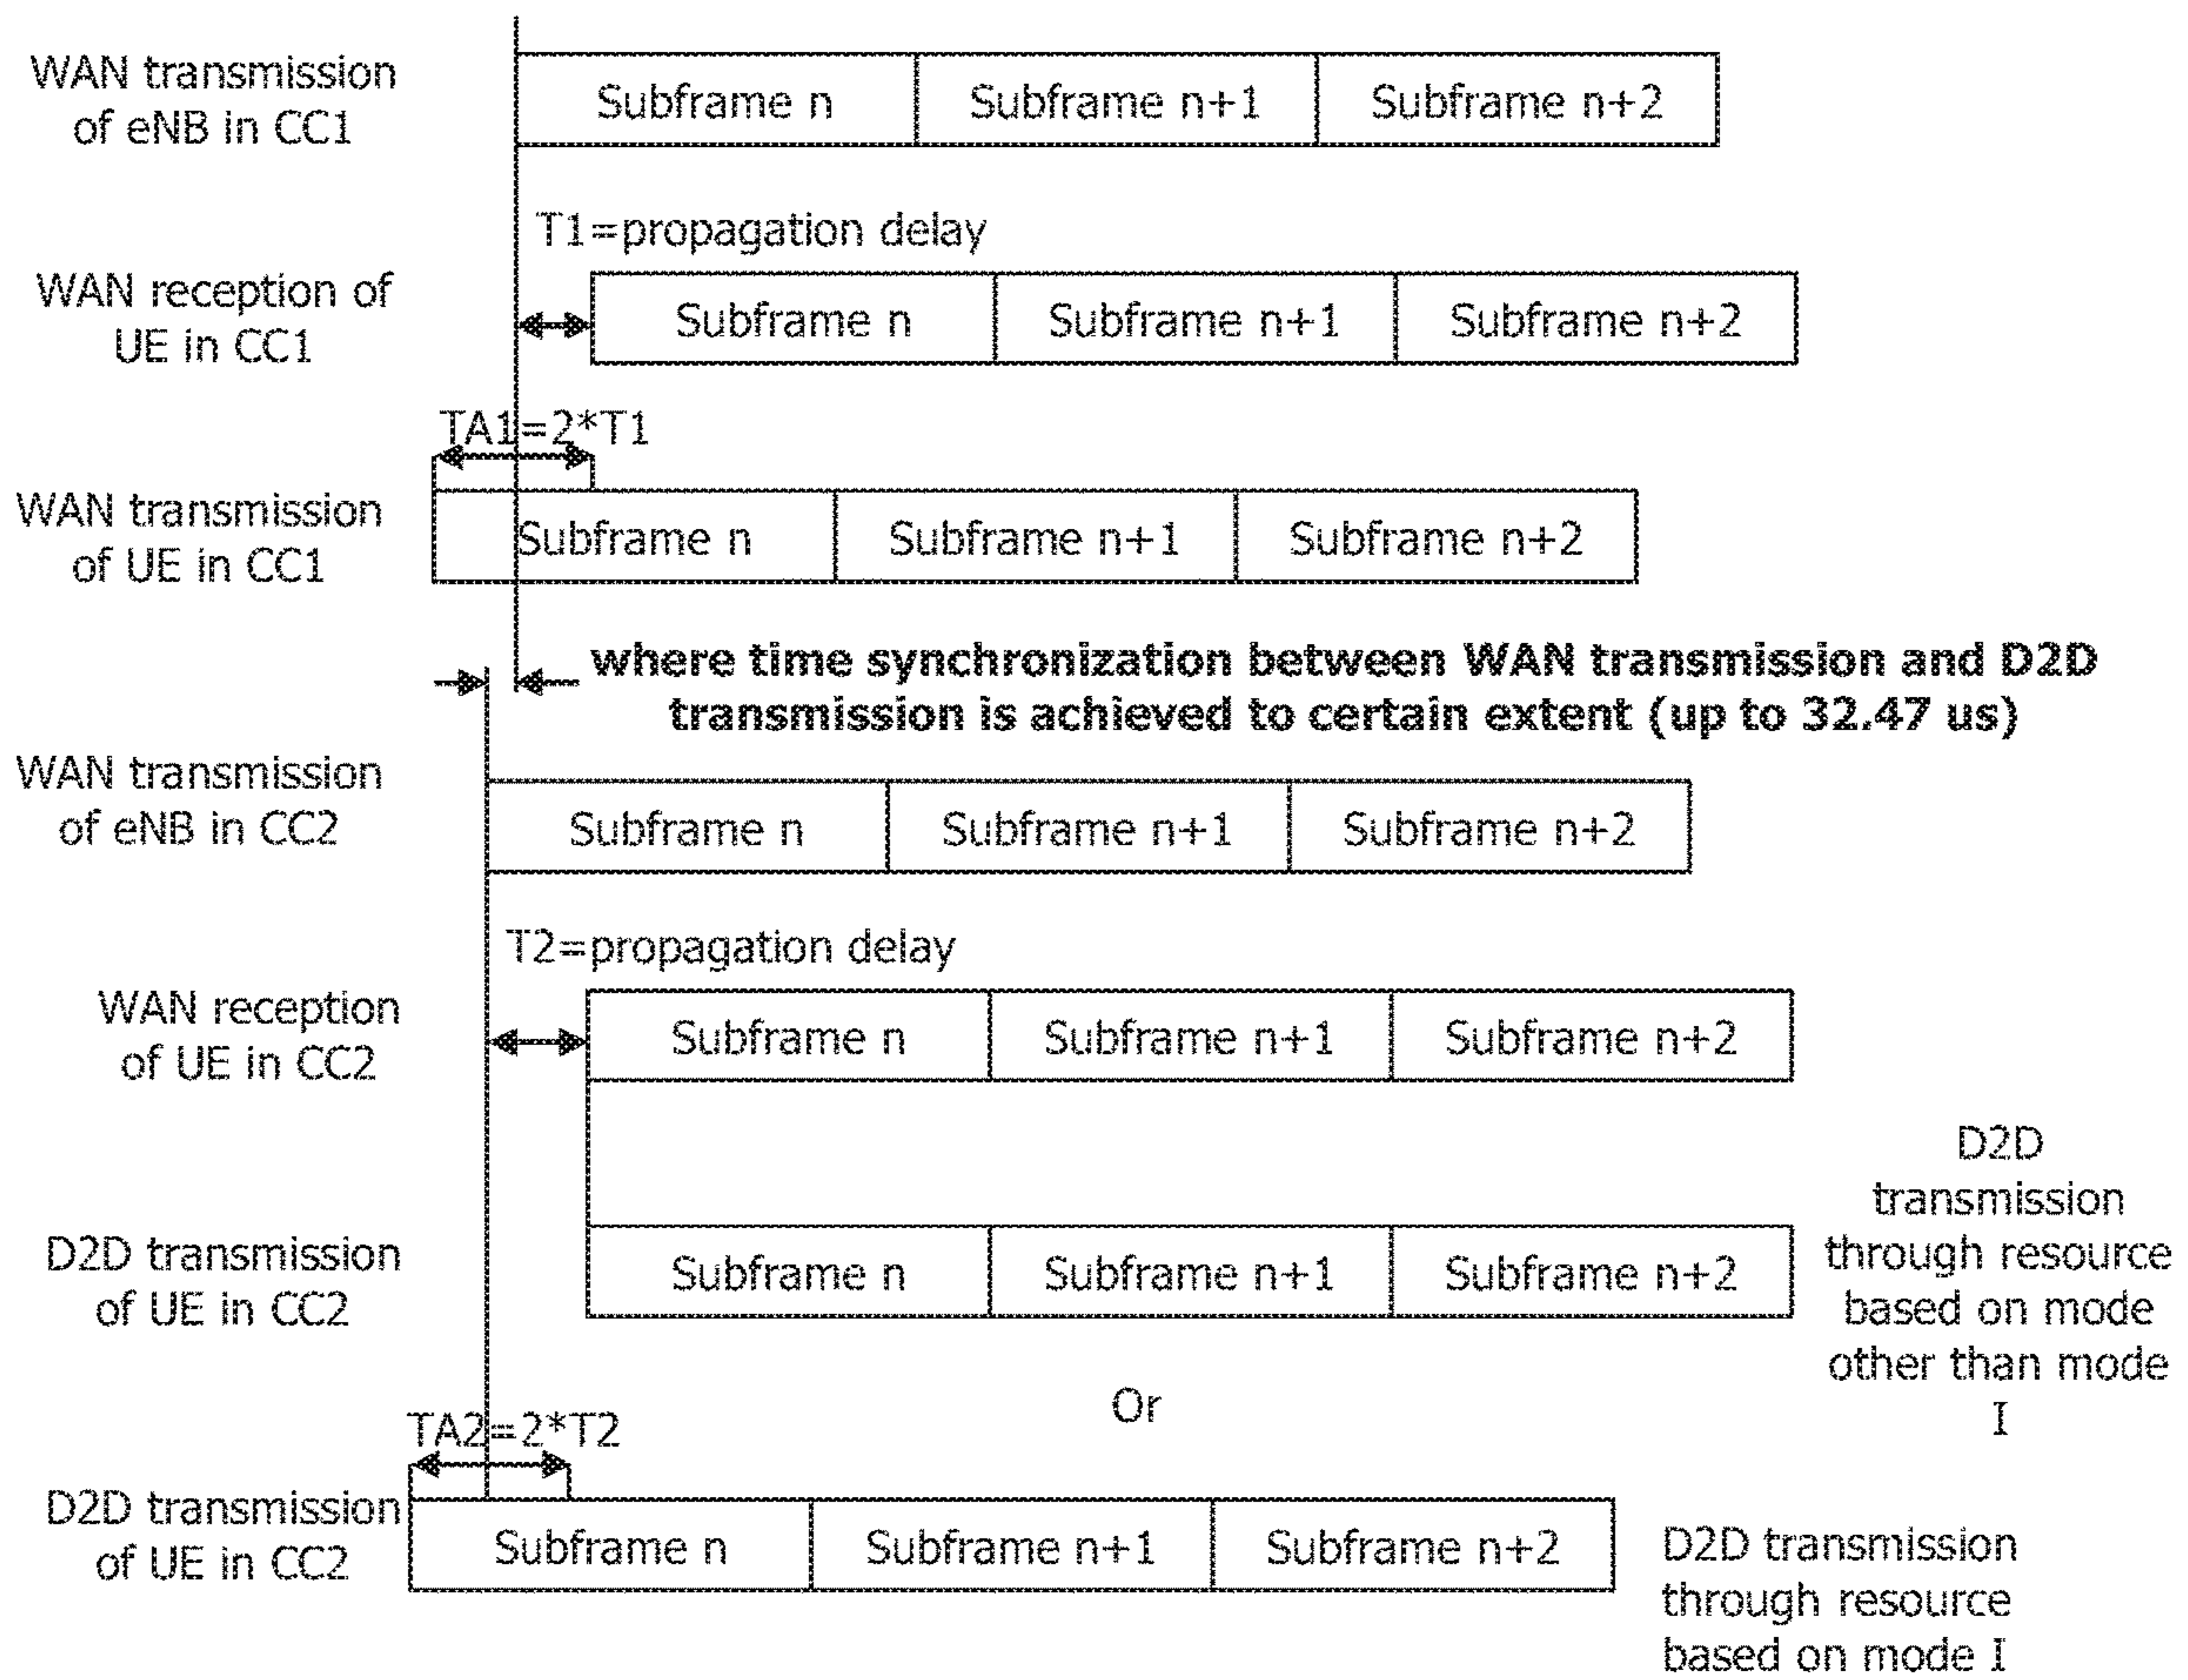 WAN transmission
of eNB in CC1
Subframe n
Subframe n+1
Subframe n+2
T1=propagation delay
WAN reception of
UE in CC1
Subframe n
Subframe n+1
Subframe n+2
TA1=2*T1
WAN transmission
of UE in CC1
Subframe n
Subframe n+1
Subframe n+2
where time synchronization between WAN transmission and D2D
transmission is achieved to certain extent (up to 32.47 us)
WAN transmission
of eNB in CC2
Subframe n
Subframe n+1
Subframe n+2
T2=propagation delay
WAN reception
of UE in CC2
Subframe n
Subframe n+1
Subframe n+2
D2D transmission
of UE in CC2
Subframe n
Subframe n+1
Subframe n+2
D2D
transmission
through resource
based on mode
other than mode
I
Or
TA2=2*T2
D2D transmission
of UE in CC2
Subframe n
Subframe n+1
Subframe n+2
D2D transmission
through resource
based on mode I